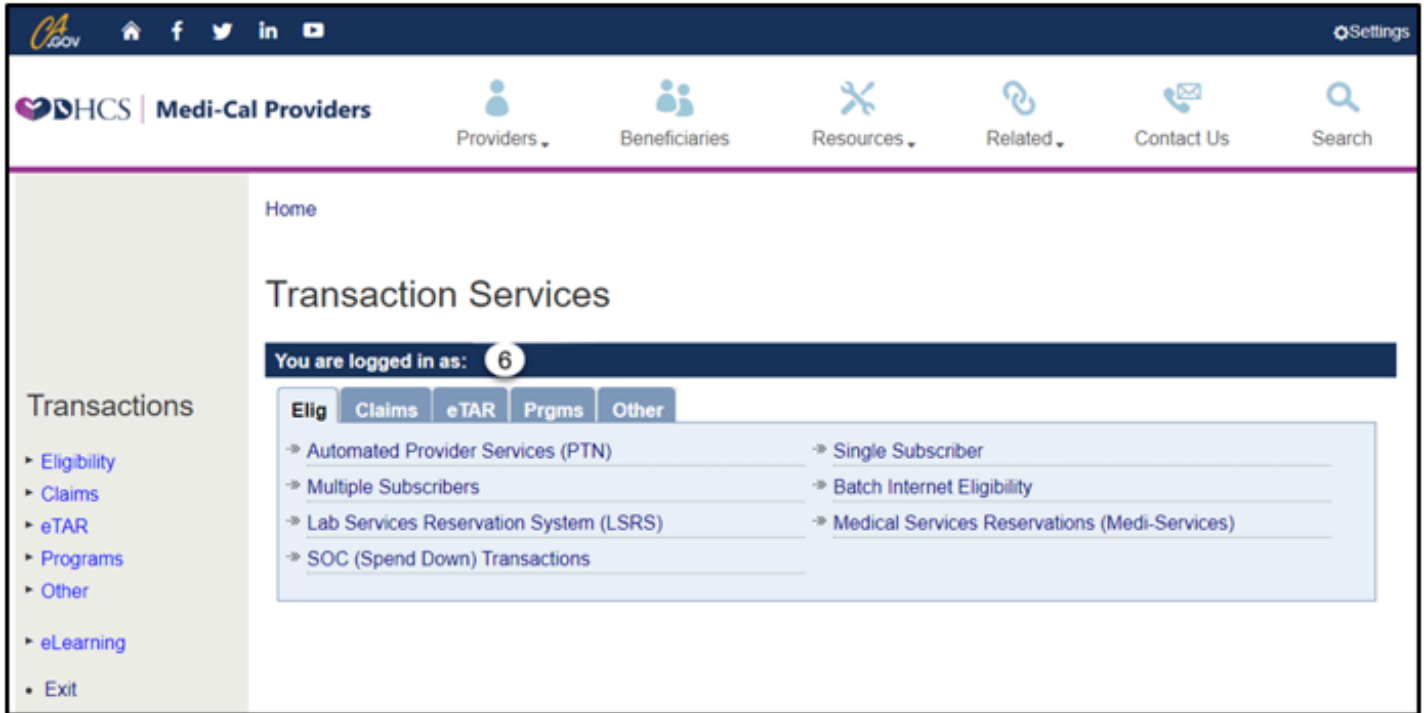 CA.GOV f in Settings
DHCS | Medi-Cal Providers
Providers Beneficiaries Resources Related Contact Us Search
Home
Transaction Services
You are logged in as: 6
Transactions
Elig Claims eTAR Prgms Other
Automated Provider Services (PTN) Single Subscriber
Multiple Subscribers Batch Internet Eligibility
Lab Services Reservation System (LSRS) Medical Services Reservations (Medi-Services)
SOC (Spend Down) Transactions
Eligibility
Claims
eTAR
Programs
Other
eLearning
Exit